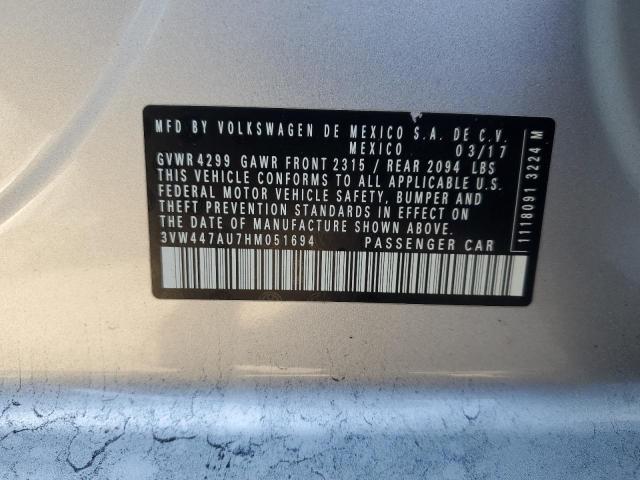 MFD BY VOLKSWAGEN DE MEXICO S.A. DE C.V.
MEXICO 03/17
GVWR 4299 GAWR FRONT 2315 / REAR 2094 LBS
THIS VEHICLE CONFORMS TO ALL APPLICABLE U.S.
FEDERAL MOTOR VEHICLE SAFETY, BUMPER AND
THEFT PREVENTION STANDARDS IN EFFECT ON
THE DATE OF MANUFACTURE SHOWN ABOVE.
3VW447AU7HM051694 PASSENGER CAR
1118091 3224 M